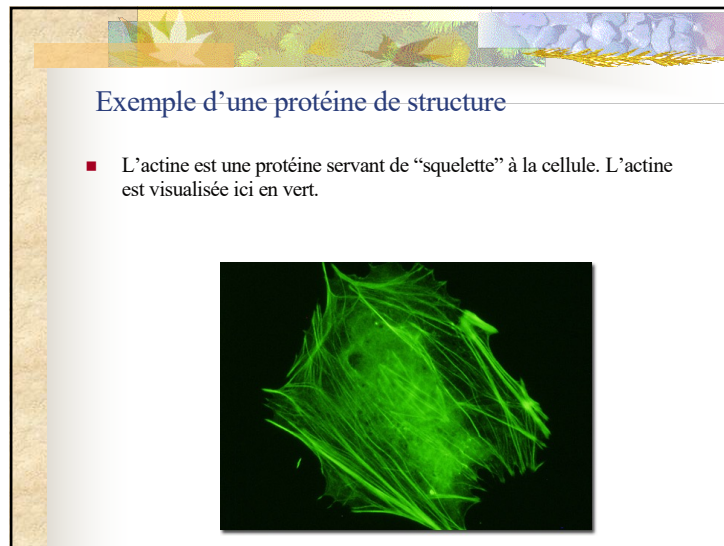 Exemple d’une protéine de structure
L’actine est une protéine servant de “squelette” à la cellule. L’actine
est visualisée ici en vert.